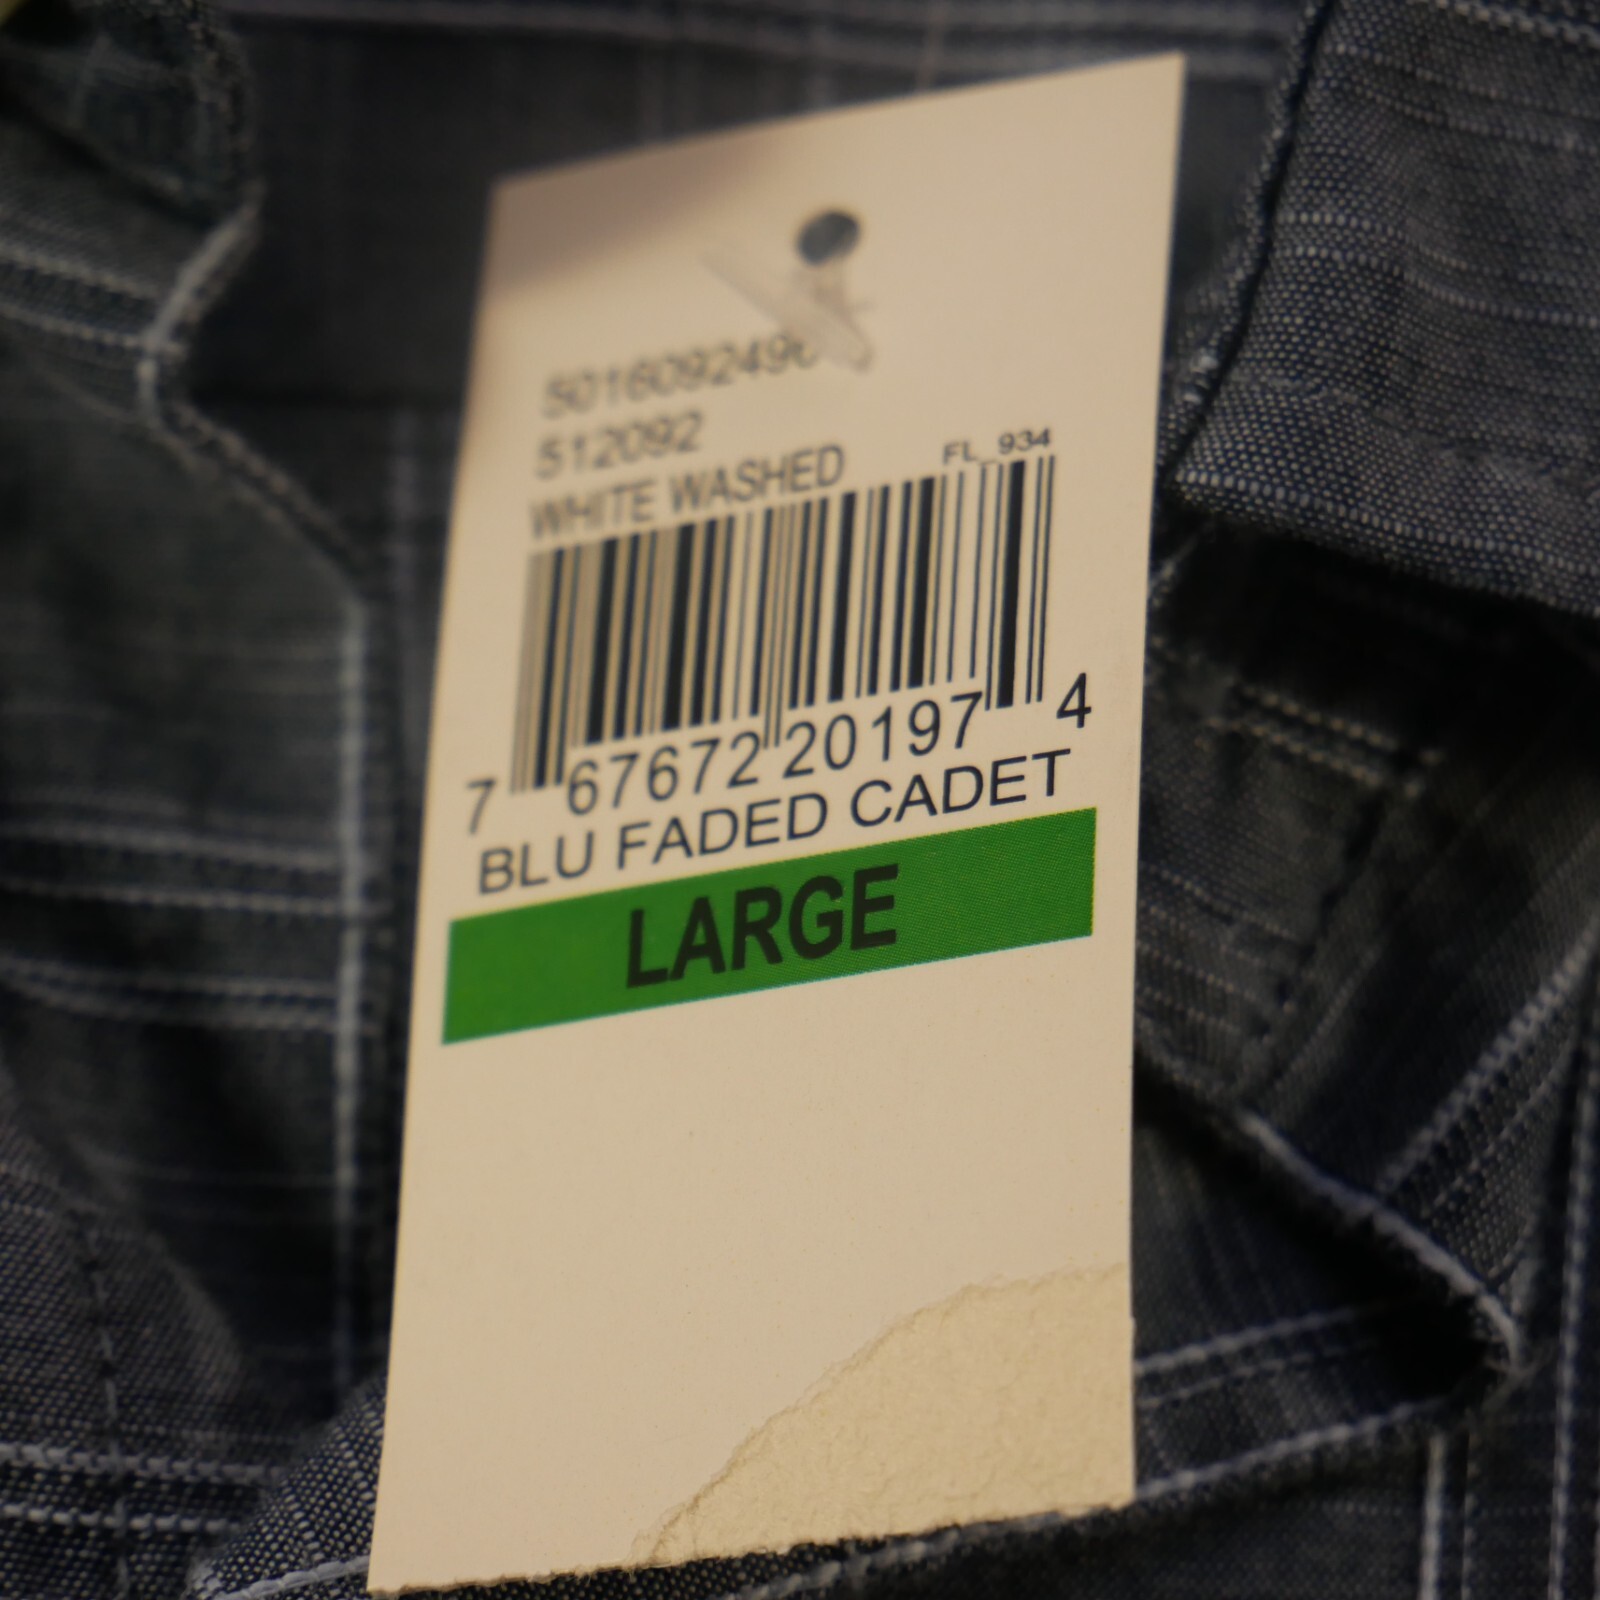 512092
WHITE WASHED
FL_934
7 67672 20197 4
BLU FADED CADET
LARGE